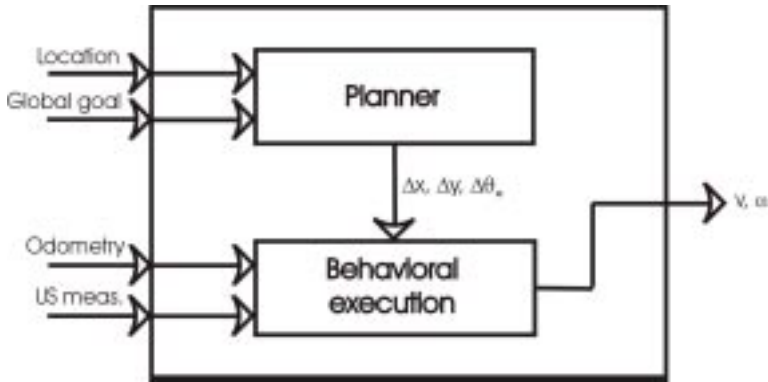 Location
Global goal
Planner
Δx, Δy, Δθ
Odometry
US meas.
Behavioral
execution